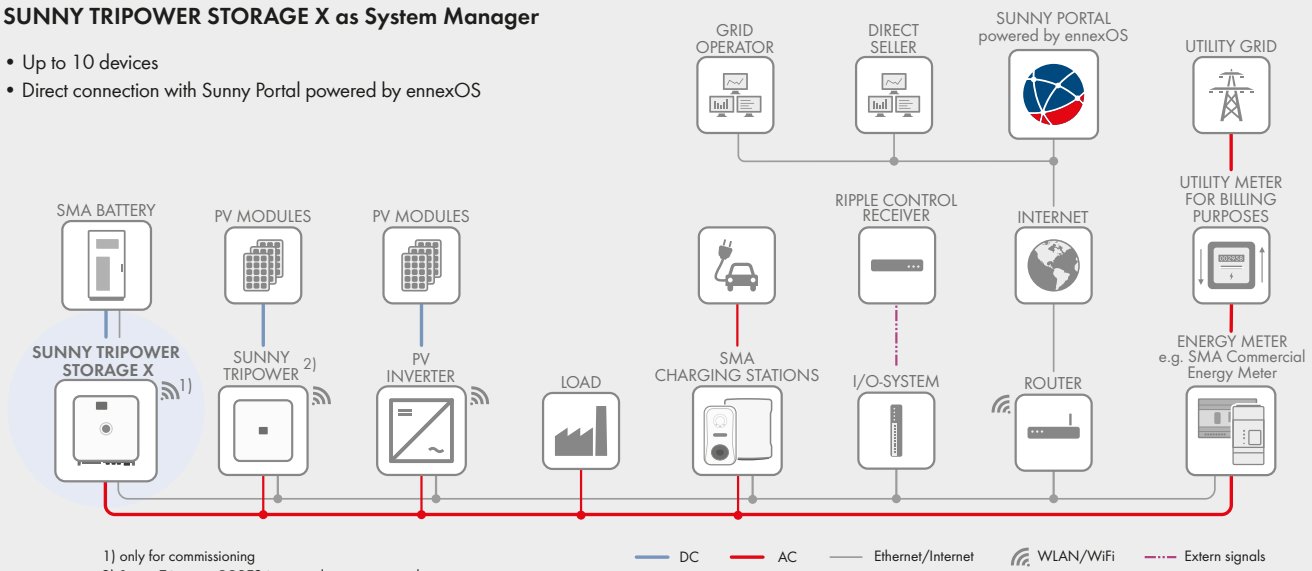 SUNNY TRIPOWER STORAGE X as System Manager
• Up to 10 devices
• Direct connection with Sunny Portal powered by ennexOS
GRID
OPERATOR
DIRECT
SELLER
SUNNY PORTAL
powered by ennexOS
UTILITY GRID
SMA BATTERY
PV MODULES
PV MODULES
RIPPLE CONTROL
RECEIVER
INTERNET
UTILITY METER
FOR BILLING
PURPOSES
SUNNY TRIPOWER
STORAGE X
1)
SUNNY
TRIPOWER 2)
PV
INVERTER
LOAD
SMA
CHARGING STATIONS
I/O-SYSTEM
ROUTER
ENERGY METER
e.g. SMA Commercial
Energy Meter
1) only for commissioning
DC
AC
Ethernet/Internet
WLAN/WiFi
Extern signals